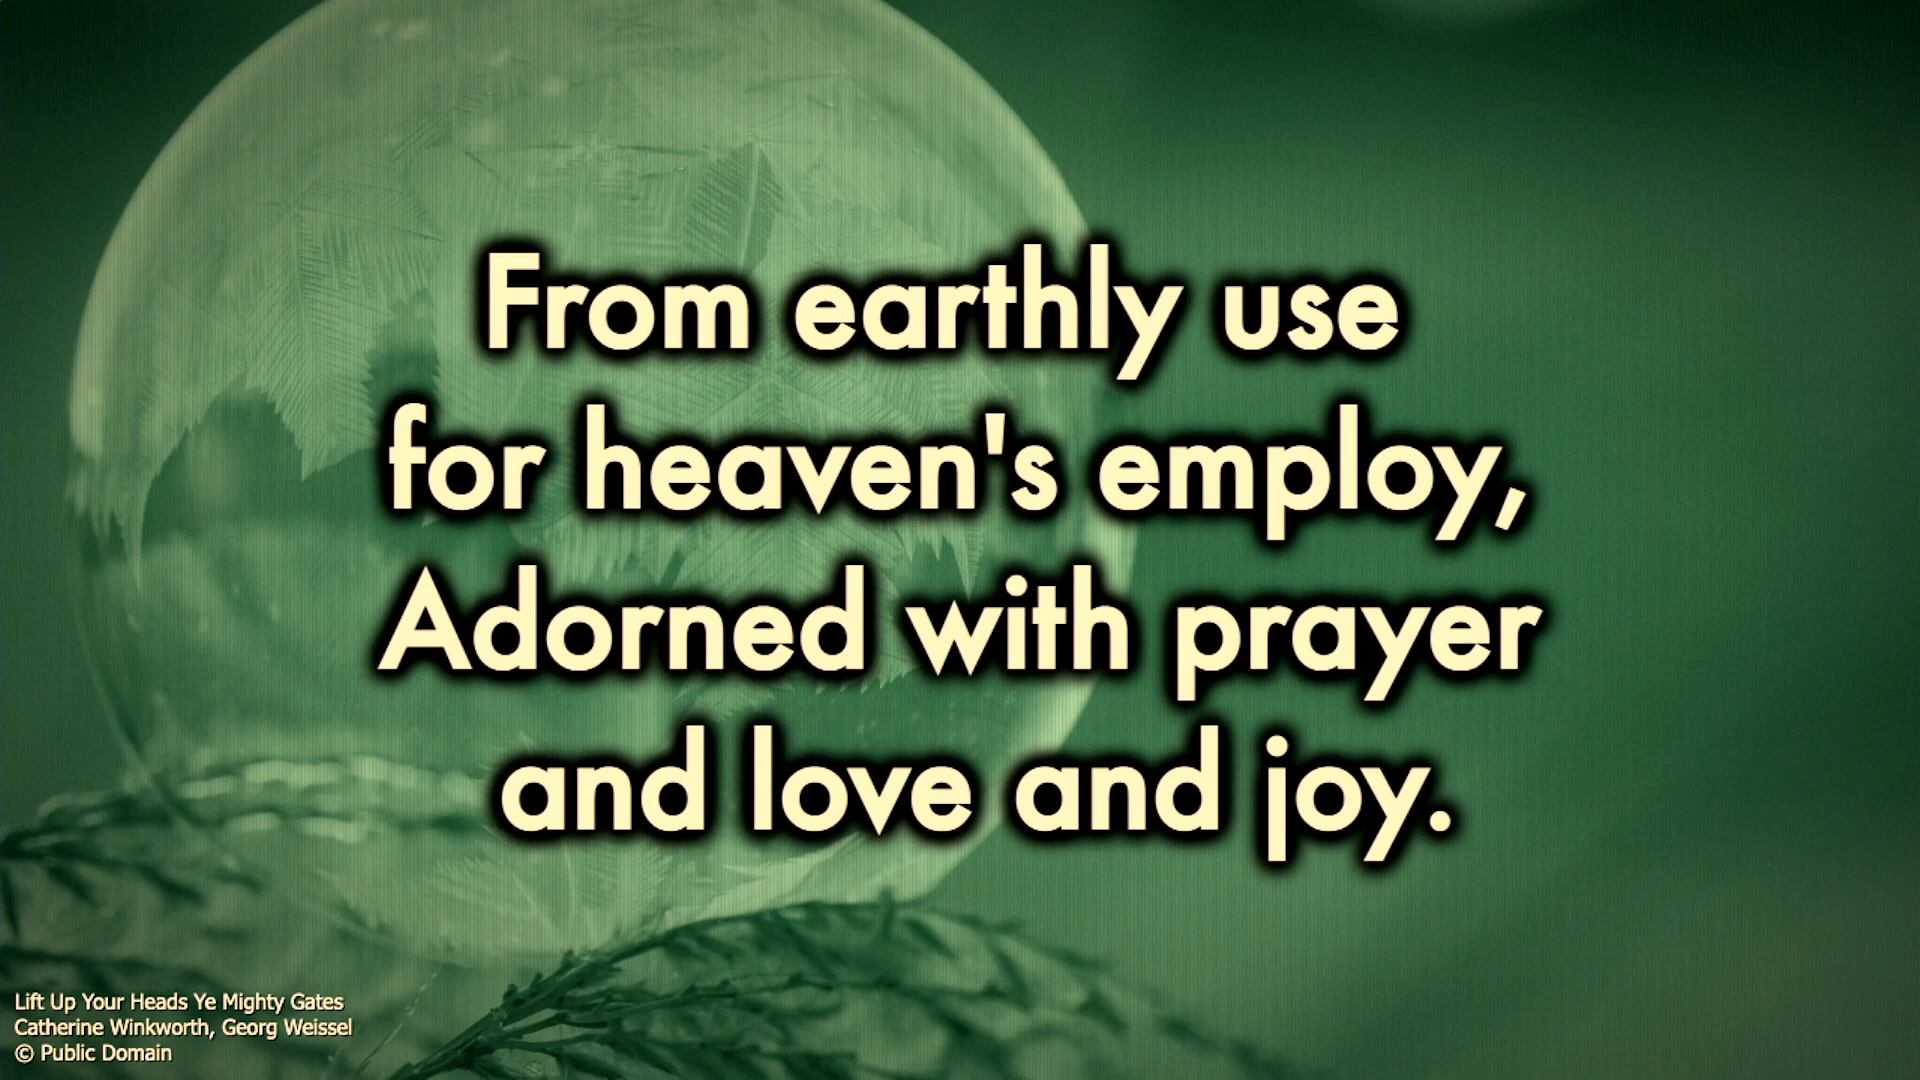 From earthly use
for heaven's employ,
Adorned with prayer
and love and joy.
Lift Up Your Heads Ye Mighty Gates
Catherine Winkworth, Georg Weissel
© Public Domain